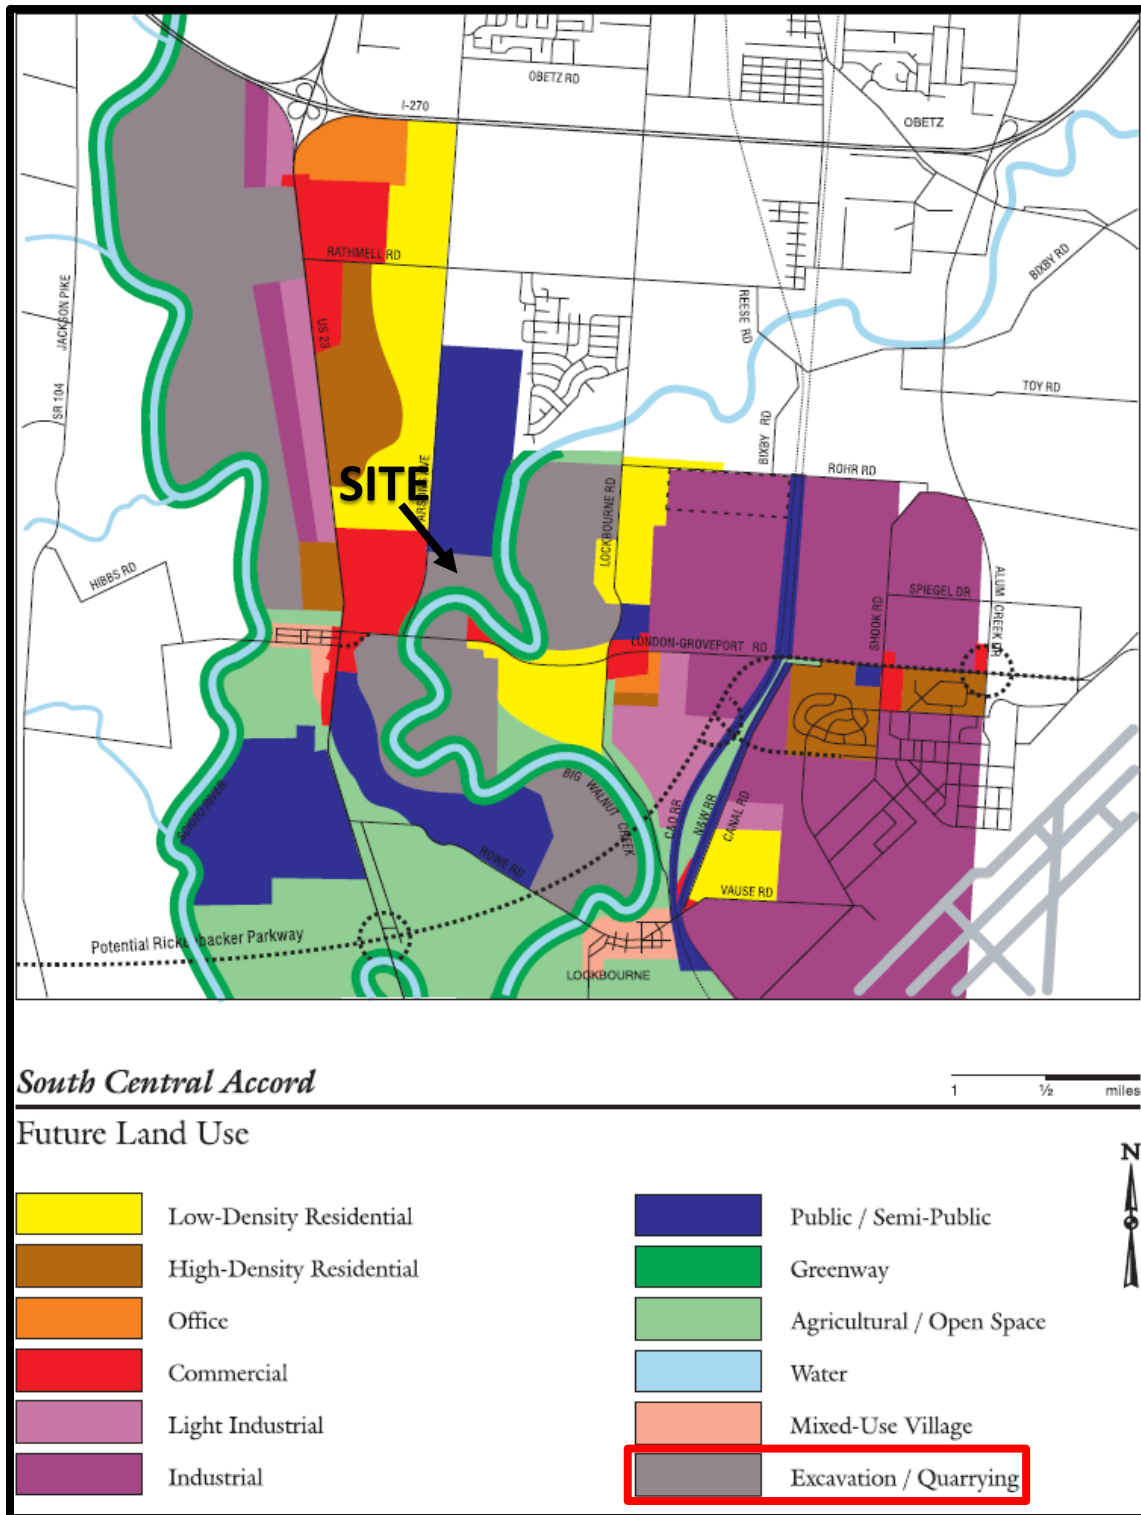 OBETZ RD
I-270
OBETZ
RATHMELL RD
BIXBY RD
JACKSON PIKE
REESE RD
US 23
SR 104
TOY RD
BIXBY RD
SITE
ARSONS AVE
ROHR RD
LOCKBOURNE RD
HIBBS RD
ALUM CREEK DR
SPIEGEL DR
SHOOK RD
LONDON-GROVEPORT RD
BIG WALNUT CREEK
SCIOTO RIVER
C&O RR
N&W RR
CANAL RD
ROWE RD
VAUSE RD
Potential Rickenbacker Parkway
LOCKBOURNE
South Central Accord
1 ½ miles
Future Land Use
N
Low-Density Residential
High-Density Residential
Office
Commercial
Light Industrial
Industrial
Public / Semi-Public
Greenway
Agricultural / Open Space
Water
Mixed-Use Village
Excavation / Quarrying